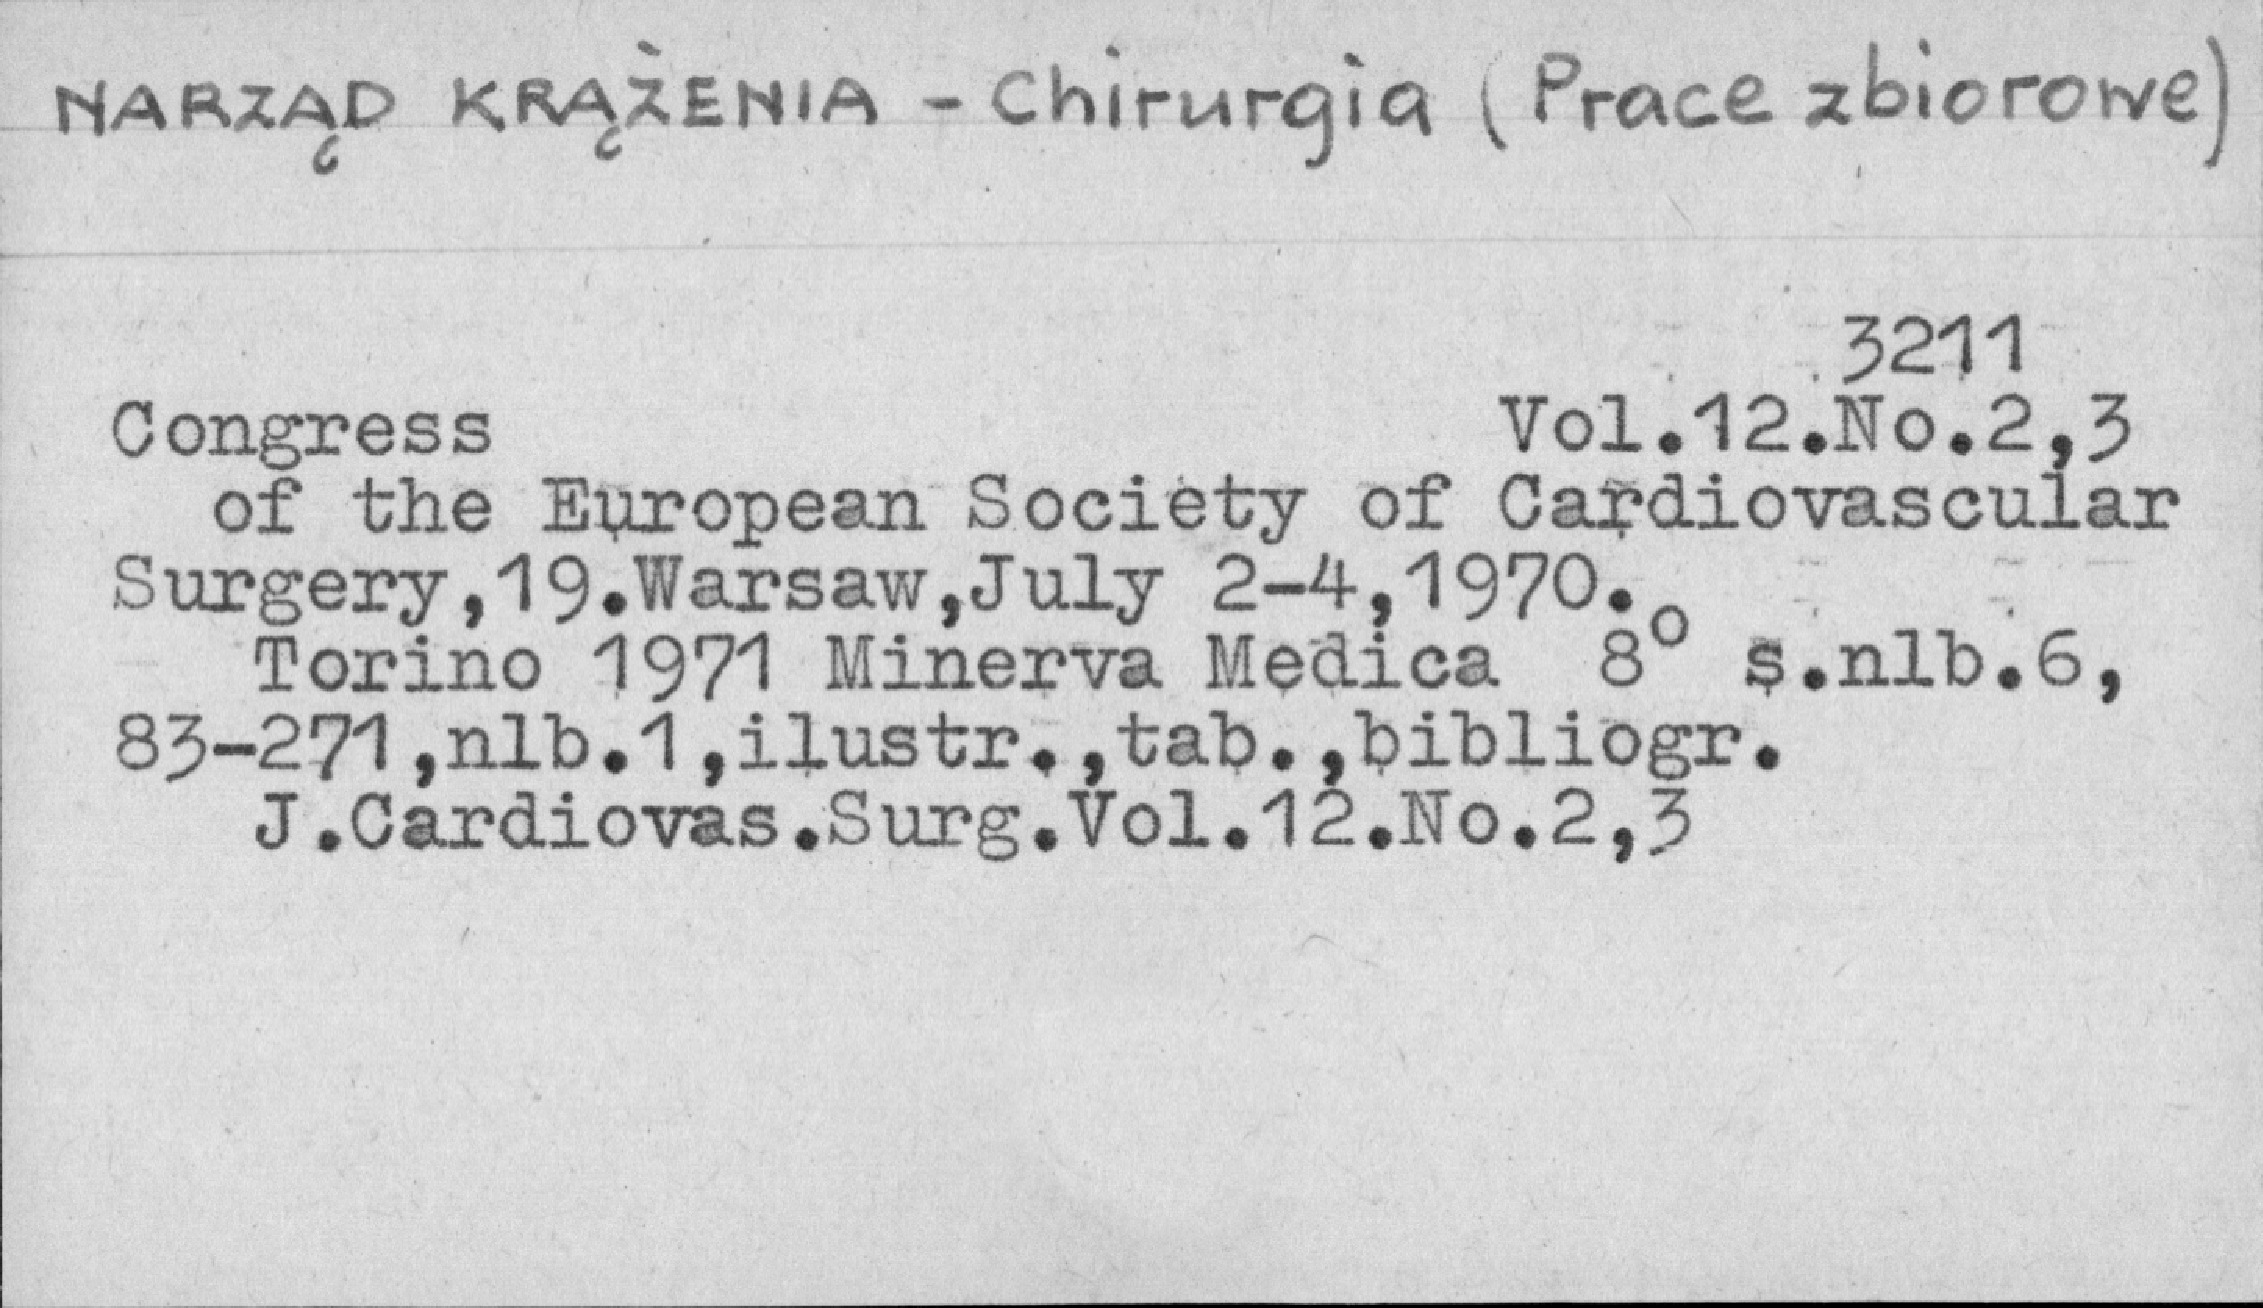 NARZĄD KRĄŻENIA - Chirurgia (Prace zbiorowe)
3211
Congress Vol.12.No.2,3
of the European Society of Cardiovascular
Surgery,19.Warsaw,July 2-4,1970.
Torino 1971 Minerva Medica 8° s.nlb.6,
83-271,nlb.1,ilustr.,tab.,bibliogr.
J.Cardiovas.Surg.Vol.12.No.2,3